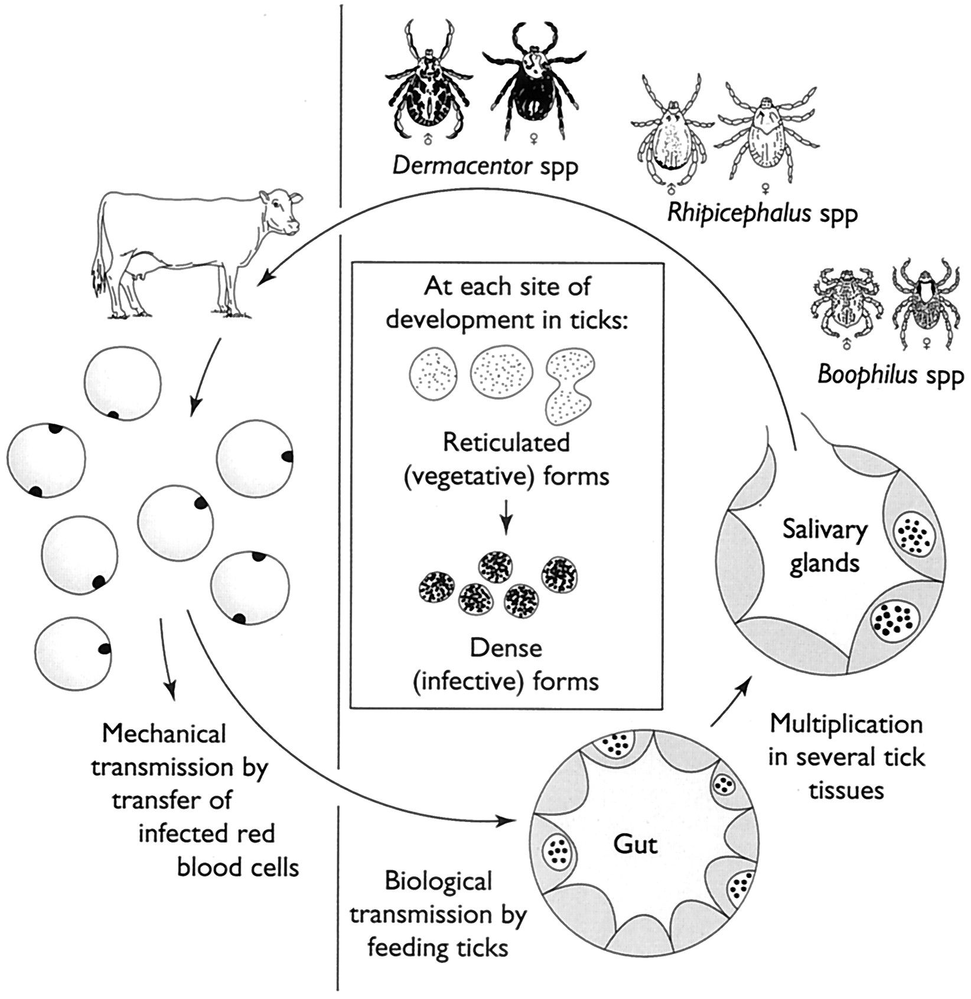 ♂ ♀
Dermacentor spp
♂ ♀
Rhipicephalus spp
♂ ♀
Boophilus spp
At each site of
development in ticks:
Reticulated
(vegetative) forms
Dense
(infective) forms
Salivary
glands
Multiplication
in several tick
tissues
Gut
Mechanical
transmission by
transfer of
infected red
blood cells
Biological
transmission by
feeding ticks